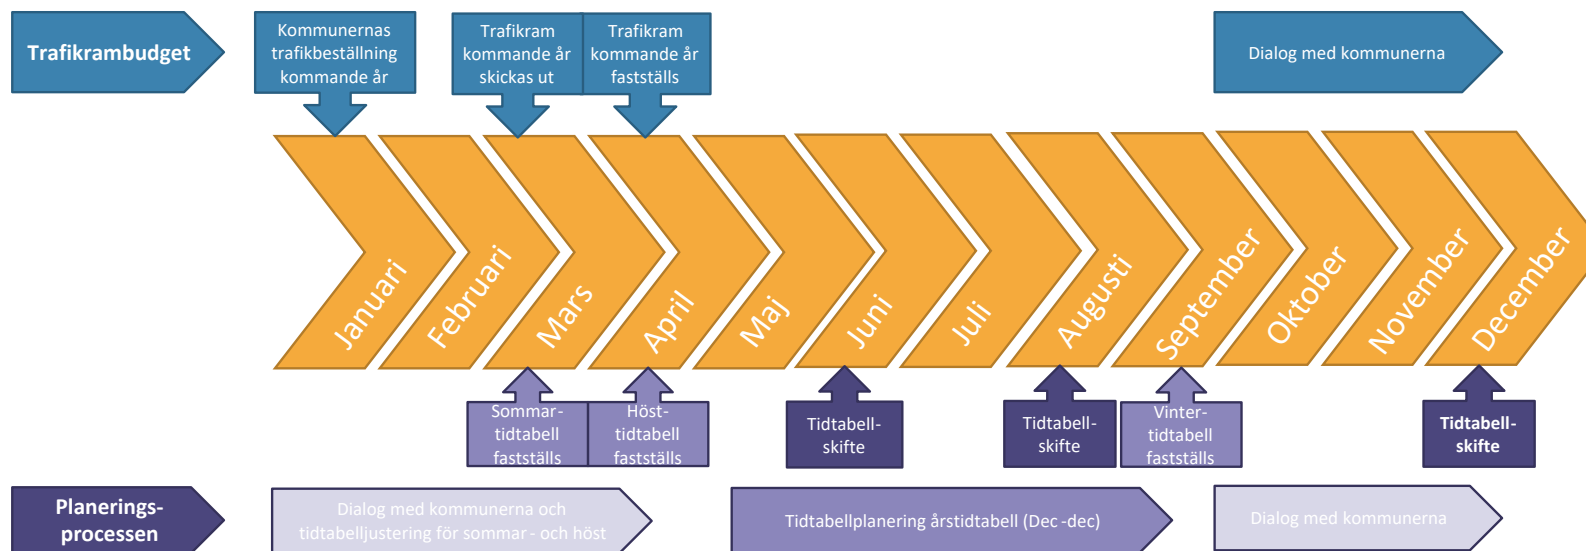 Trafikrambudget
Kommunernas
trafikbeställning
kommande år
Trafikram
kommande år
skickas ut
Trafikram
kommande år
fastställs
Dialog med kommunerna
Januari
Februari
Mars
April
Maj
Juni
Juli
Augusti
September
Oktober
November
December
Sommar-
tidtabell
fastställs
Höst-
tidtabell
fastställs
Tidtabell-
skifte
Tidtabell-
skifte
Vinter-
tidtabell
fastställs
Tidtabell-
skifte
Planerings-
processen
Dialog med kommunerna och
tidtabelljustering för sommar - och höst
Tidtabellplanering årstidtabell (Dec -dec)
Dialog med kommunerna